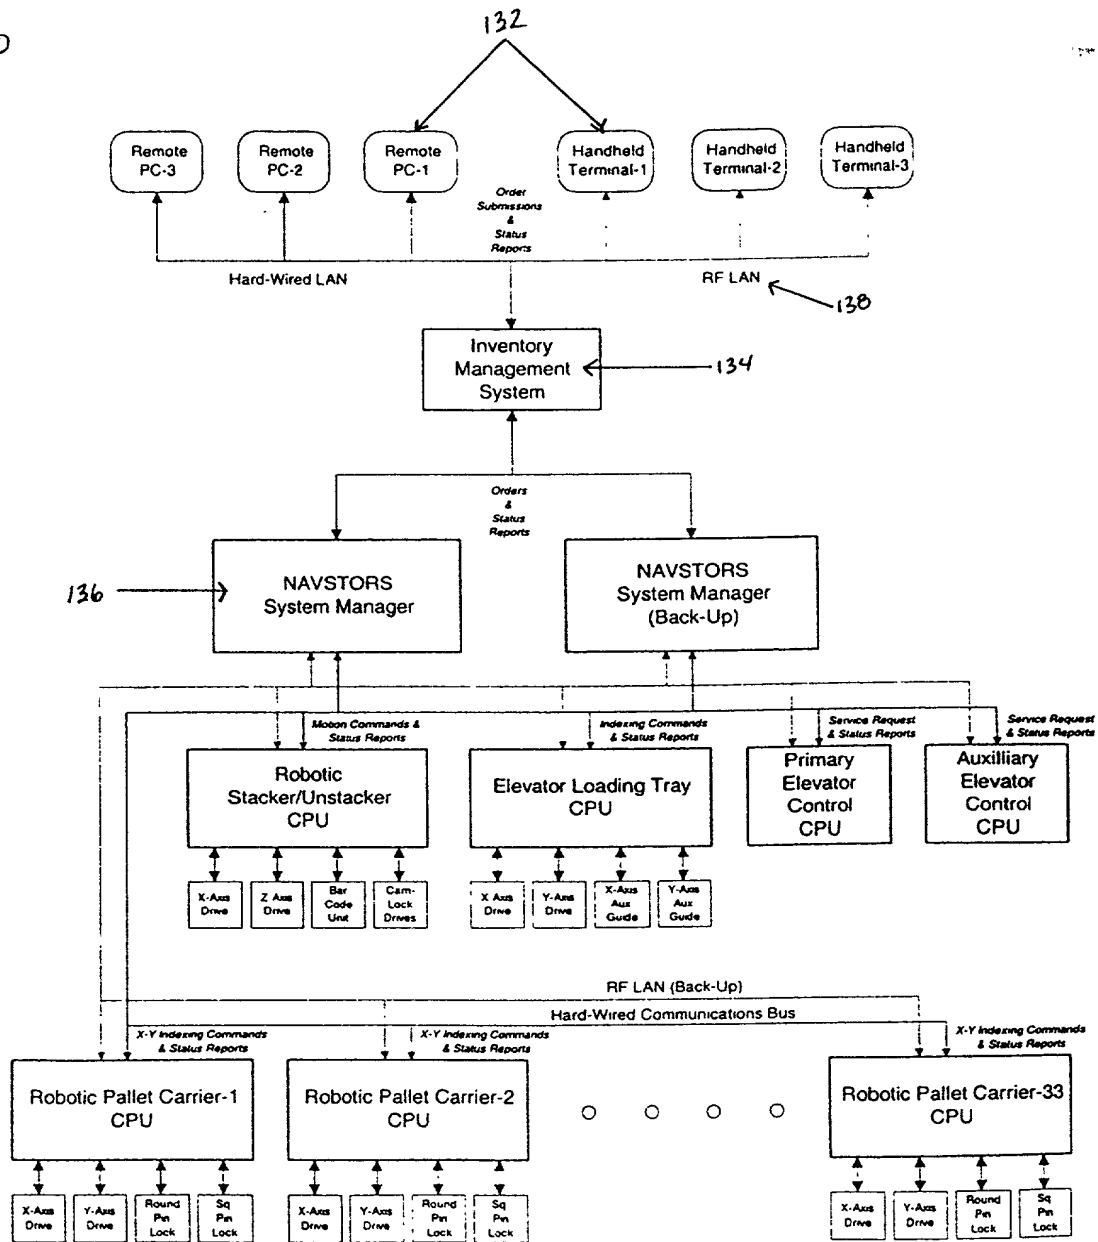 132
Remote
PC-3
Remote
PC-2
Remote
PC-1
Handheld
Terminal-1
Handheld
Terminal-2
Handheld
Terminal-3
Order
Submissions
&
Status
Reports
Hard-Wired LAN
RF LAN
138
Inventory
Management
System
134
Orders
&
Status
Reports
136
NAVSTORS
System Manager
NAVSTORS
System Manager
(Back-Up)
Motion Commands &
Status Reports
Indexing Commands
& Status Reports
Service Request
& Status Reports
Service Request
& Status Reports
Robotic
Stacker/Unstacker
CPU
Elevator Loading Tray
CPU
Primary
Elevator
Control
CPU
Auxilliary
Elevator
Control
CPU
X-Axis
Drive
Z Axis
Drive
Bar
Code
Unit
Cam-
Lock
Drives
X Axis
Drive
Y-Axis
Drive
X-Axis
Aux
Guide
Y-Axis
Aux
Guide
RF LAN (Back-Up)
Hard-Wired Communications Bus
X-Y Indexing Commands
& Status Reports
X-Y Indexing Commands
& Status Reports
X-Y Indexing Commands
& Status Reports
Robotic Pallet Carrier-1
CPU
Robotic Pallet Carrier-2
CPU
Robotic Pallet Carrier-33
CPU
X-Axis
Drive
Y-Axis
Drive
Round
Pin
Lock
Sq
Pin
Lock
X-Axis
Drive
Y-Axis
Drive
Round
Pin
Lock
Sq
Pin
Lock
X-Axis
Drive
Y-Axis
Drive
Round
Pin
Lock
Sq
Pin
Lock